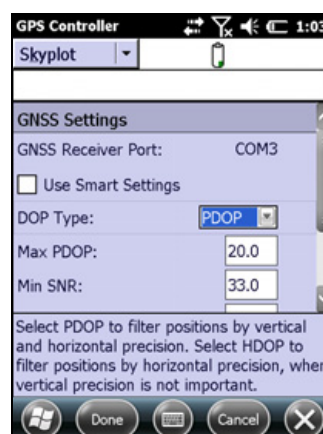 GPS Controller 1:03
Skyplot
GNSS Settings
GNSS Receiver Port: COM3
Use Smart Settings
DOP Type: PDOP
Max PDOP: 20.0
Min SNR: 33.0
Select PDOP to filter positions by vertical
and horizontal precision. Select HDOP to
filter positions by horizontal precision, when
vertical precision is not important.
Done Cancel